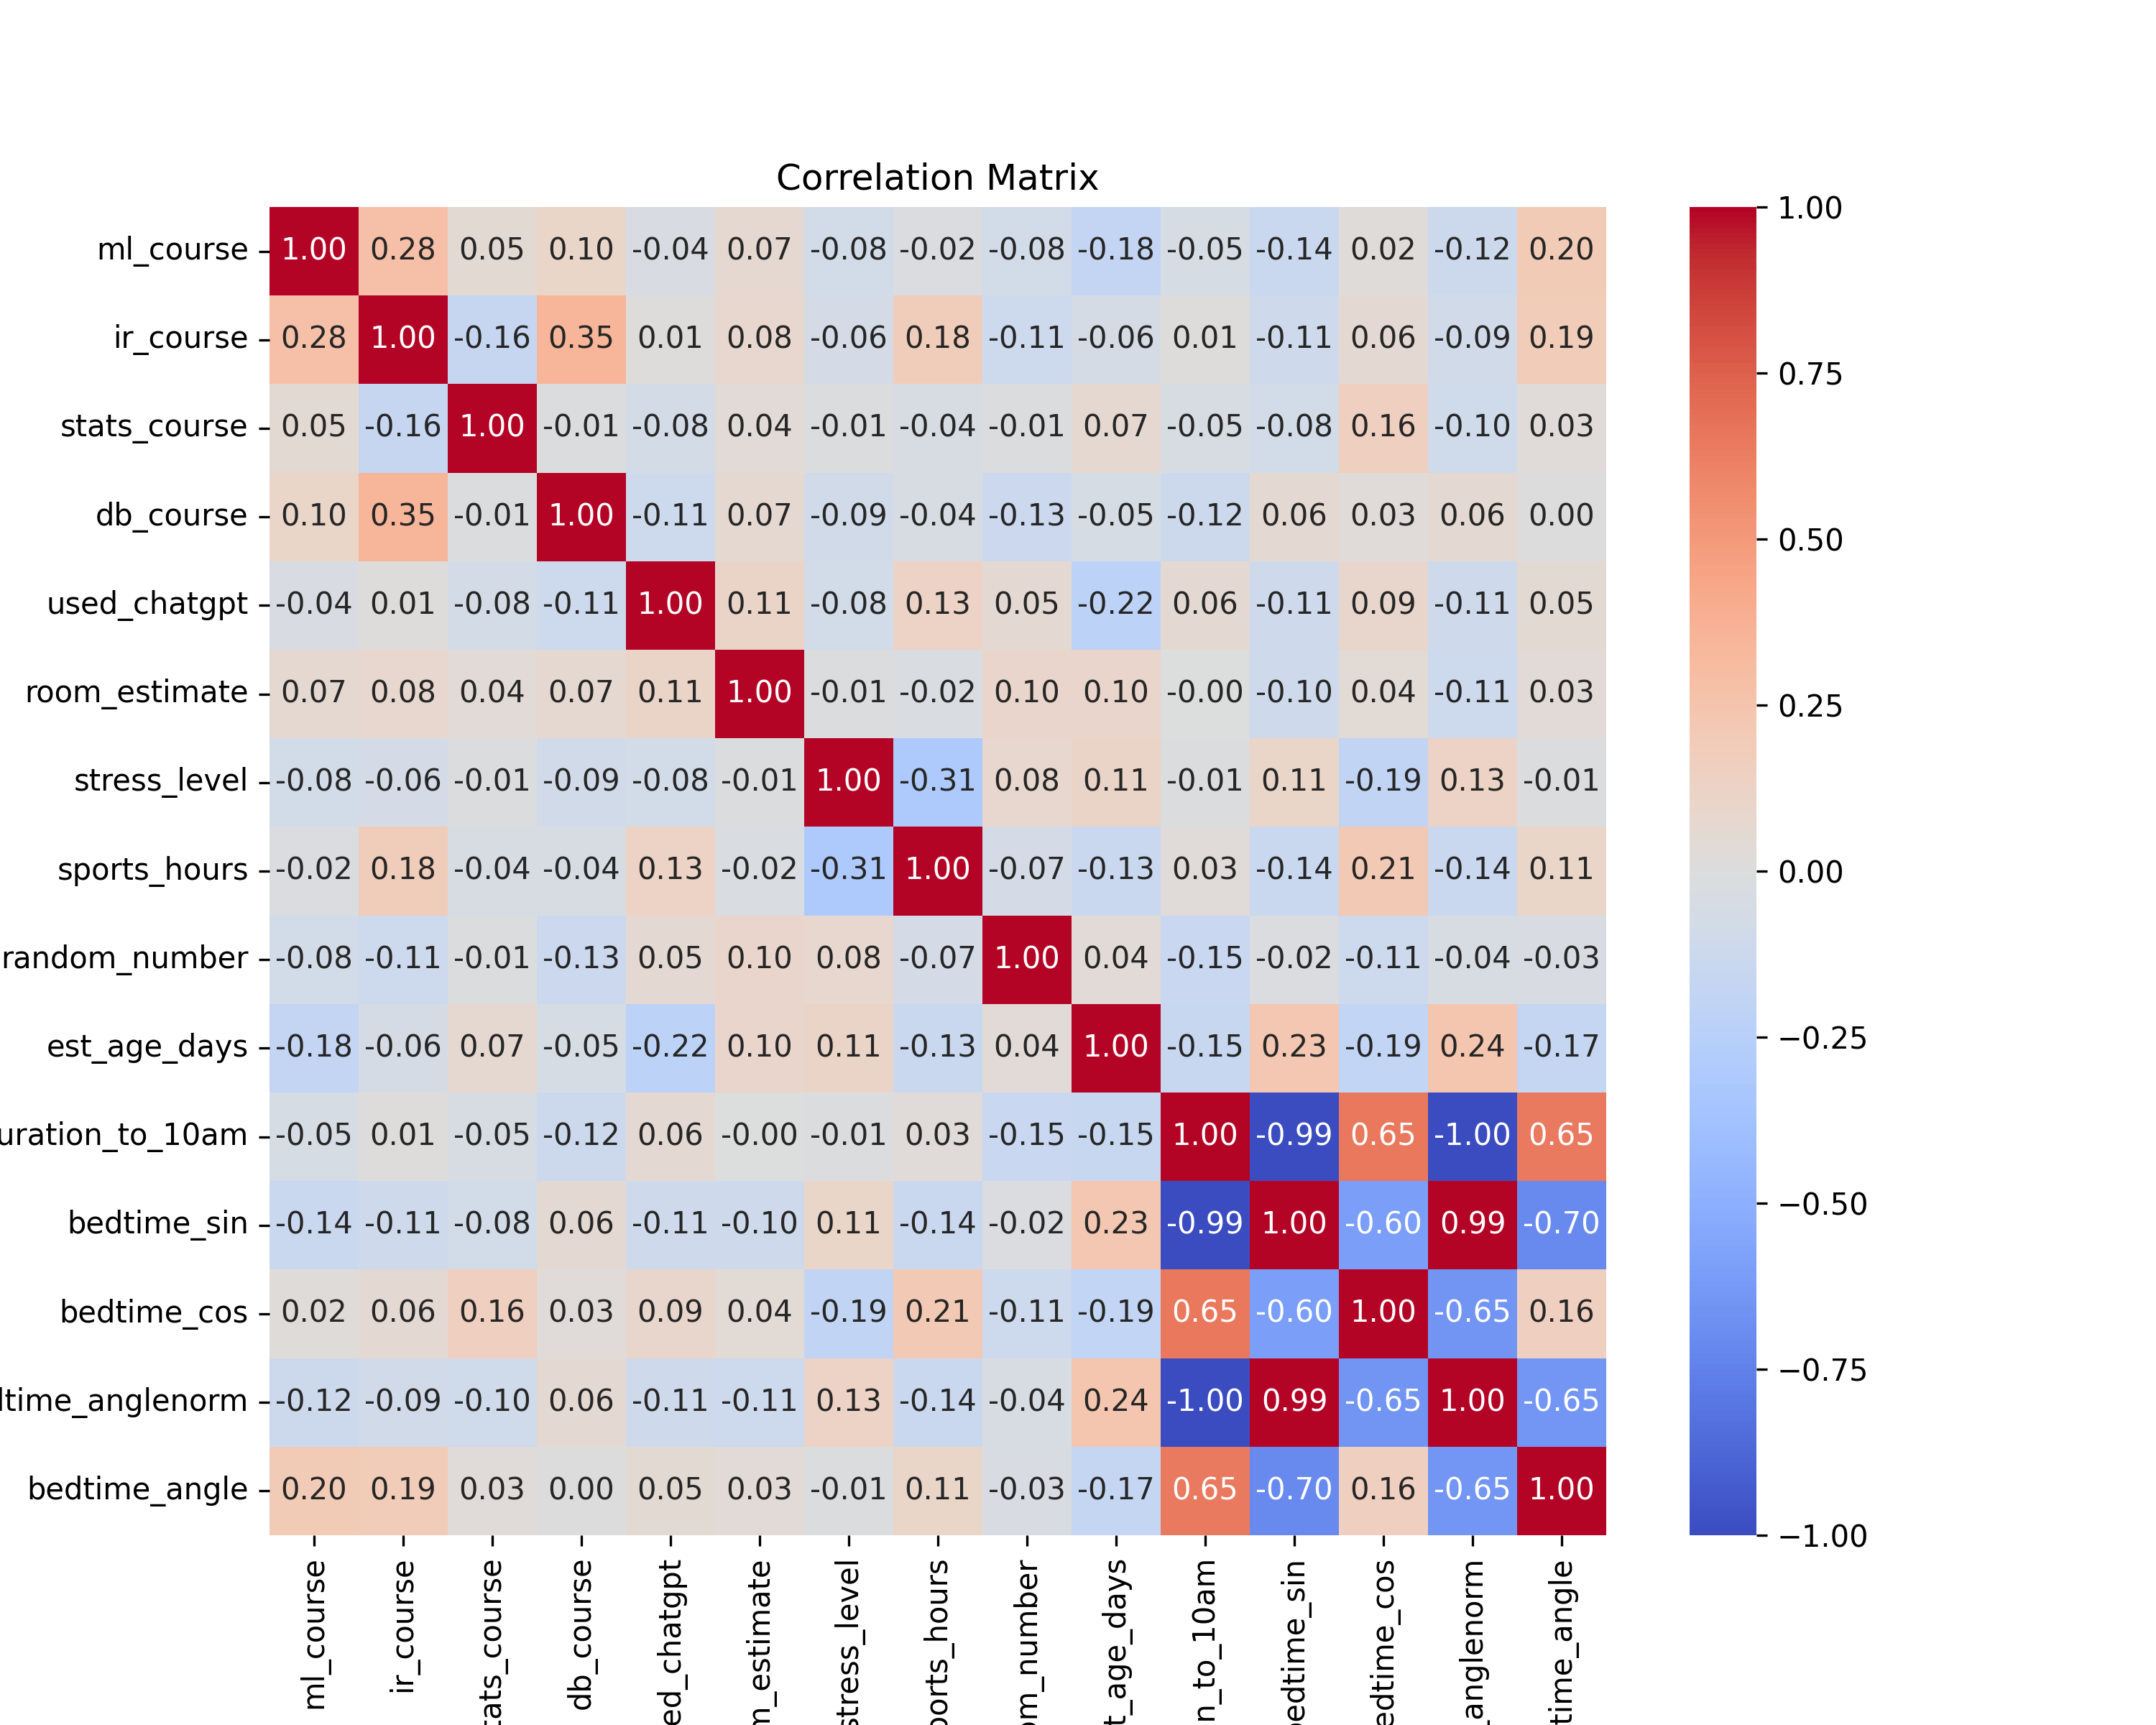 Correlation Matrix
ml_course 1.00 0.28 0.05 0.10 -0.04 0.07 -0.08 -0.02 -0.08 -0.18 -0.05 -0.14 0.02 -0.12 0.20
ir_course 0.28 1.00 -0.16 0.35 0.01 0.08 -0.06 0.18 -0.11 -0.06 0.01 -0.11 0.06 -0.09 0.19
stats_course 0.05 -0.16 1.00 -0.01 -0.08 0.04 -0.01 -0.04 -0.01 0.07 -0.05 -0.08 0.16 -0.10 0.03
db_course 0.10 0.35 -0.01 1.00 -0.11 0.07 -0.09 -0.04 -0.13 -0.05 -0.12 0.06 0.03 0.06 0.00
used_chatgpt -0.04 0.01 -0.08 -0.11 1.00 0.11 -0.08 0.13 0.05 -0.22 0.06 -0.11 0.09 -0.11 0.05
room_estimate 0.07 0.08 0.04 0.07 0.11 1.00 -0.01 -0.02 0.10 0.10 -0.00 -0.10 0.04 -0.11 0.03
stress_level -0.08 -0.06 -0.01 -0.09 -0.08 -0.01 1.00 -0.31 0.08 0.11 -0.01 0.11 -0.19 0.13 -0.01
sports_hours -0.02 0.18 -0.04 -0.04 0.13 -0.02 -0.31 1.00 -0.07 -0.13 0.03 -0.14 0.21 -0.14 0.11
random_number -0.08 -0.11 -0.01 -0.13 0.05 0.10 0.08 -0.07 1.00 0.04 -0.15 -0.02 -0.11 -0.04 -0.03
est_age_days -0.18 -0.06 0.07 -0.05 -0.22 0.10 0.11 -0.13 0.04 1.00 -0.15 0.23 -0.19 0.24 -0.17
uration_to_10am -0.05 0.01 -0.05 -0.12 0.06 -0.00 -0.01 0.03 -0.15 -0.15 1.00 -0.99 0.65 -1.00 0.65
bedtime_sin -0.14 -0.11 -0.08 0.06 -0.11 -0.10 0.11 -0.14 -0.02 0.23 -0.99 1.00 -0.60 0.99 -0.70
bedtime_cos 0.02 0.06 0.16 0.03 0.09 0.04 -0.19 0.21 -0.11 -0.19 0.65 -0.60 1.00 -0.65 0.16
dtime_anglenorm -0.12 -0.09 -0.10 0.06 -0.11 -0.11 0.13 -0.14 -0.04 0.24 -1.00 0.99 -0.65 1.00 -0.65
bedtime_angle 0.20 0.19 0.03 0.00 0.05 0.03 -0.01 0.11 -0.03 -0.17 0.65 -0.70 0.16 -0.65 1.00
ml_course
ir_course
tats_course
db_course
ed_chatgpt
m_estimate
stress_level
ports_hours
om_number
t_age_days
n_to_10am
bedtime_sin
edtime_cos
_anglenorm
time_angle
1.00
0.75
0.50
0.25
0.00
−0.25
−0.50
−0.75
−1.00